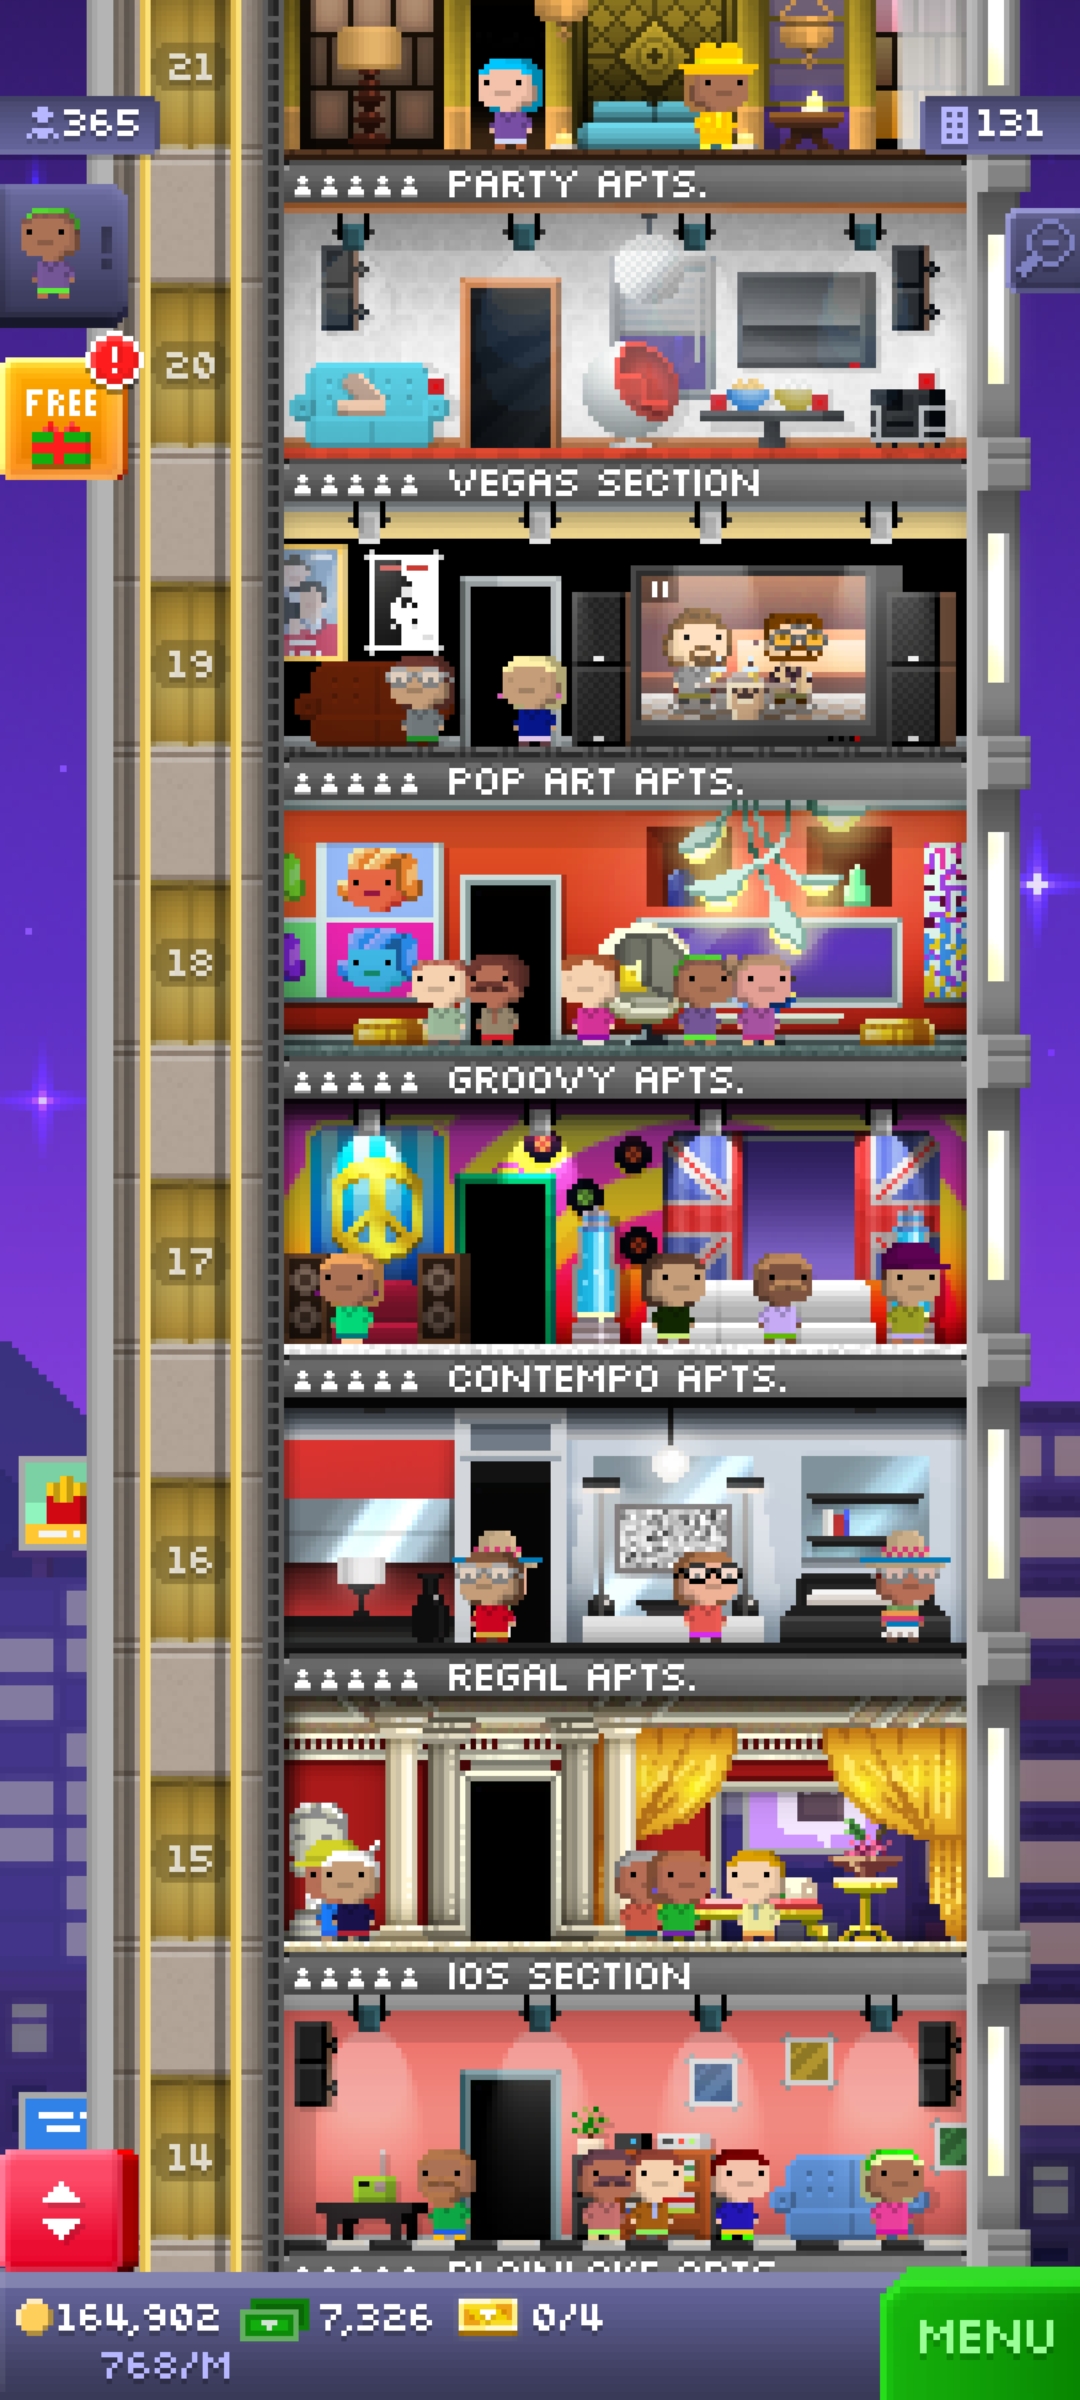 21
365
131
PARTY APTS.
!
20
FREE
VEGAS SECTION
19
POP ART APTS.
18
GROOVY APTS.
17
CONTEMPO APTS.
16
REGAL APTS.
15
IOS SECTION
14
164,902 7,326 0/4
768/M
MENU